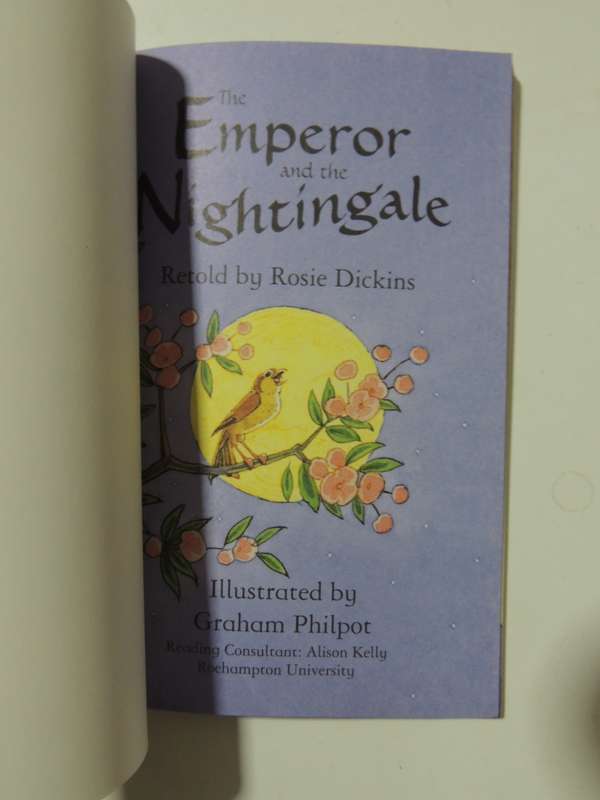 The
Emperor
and the
Nightingale
Retold by Rosie Dickins
Illustrated by
Graham Philpot
Reading Consultant: Alison Kelly
Roehampton University